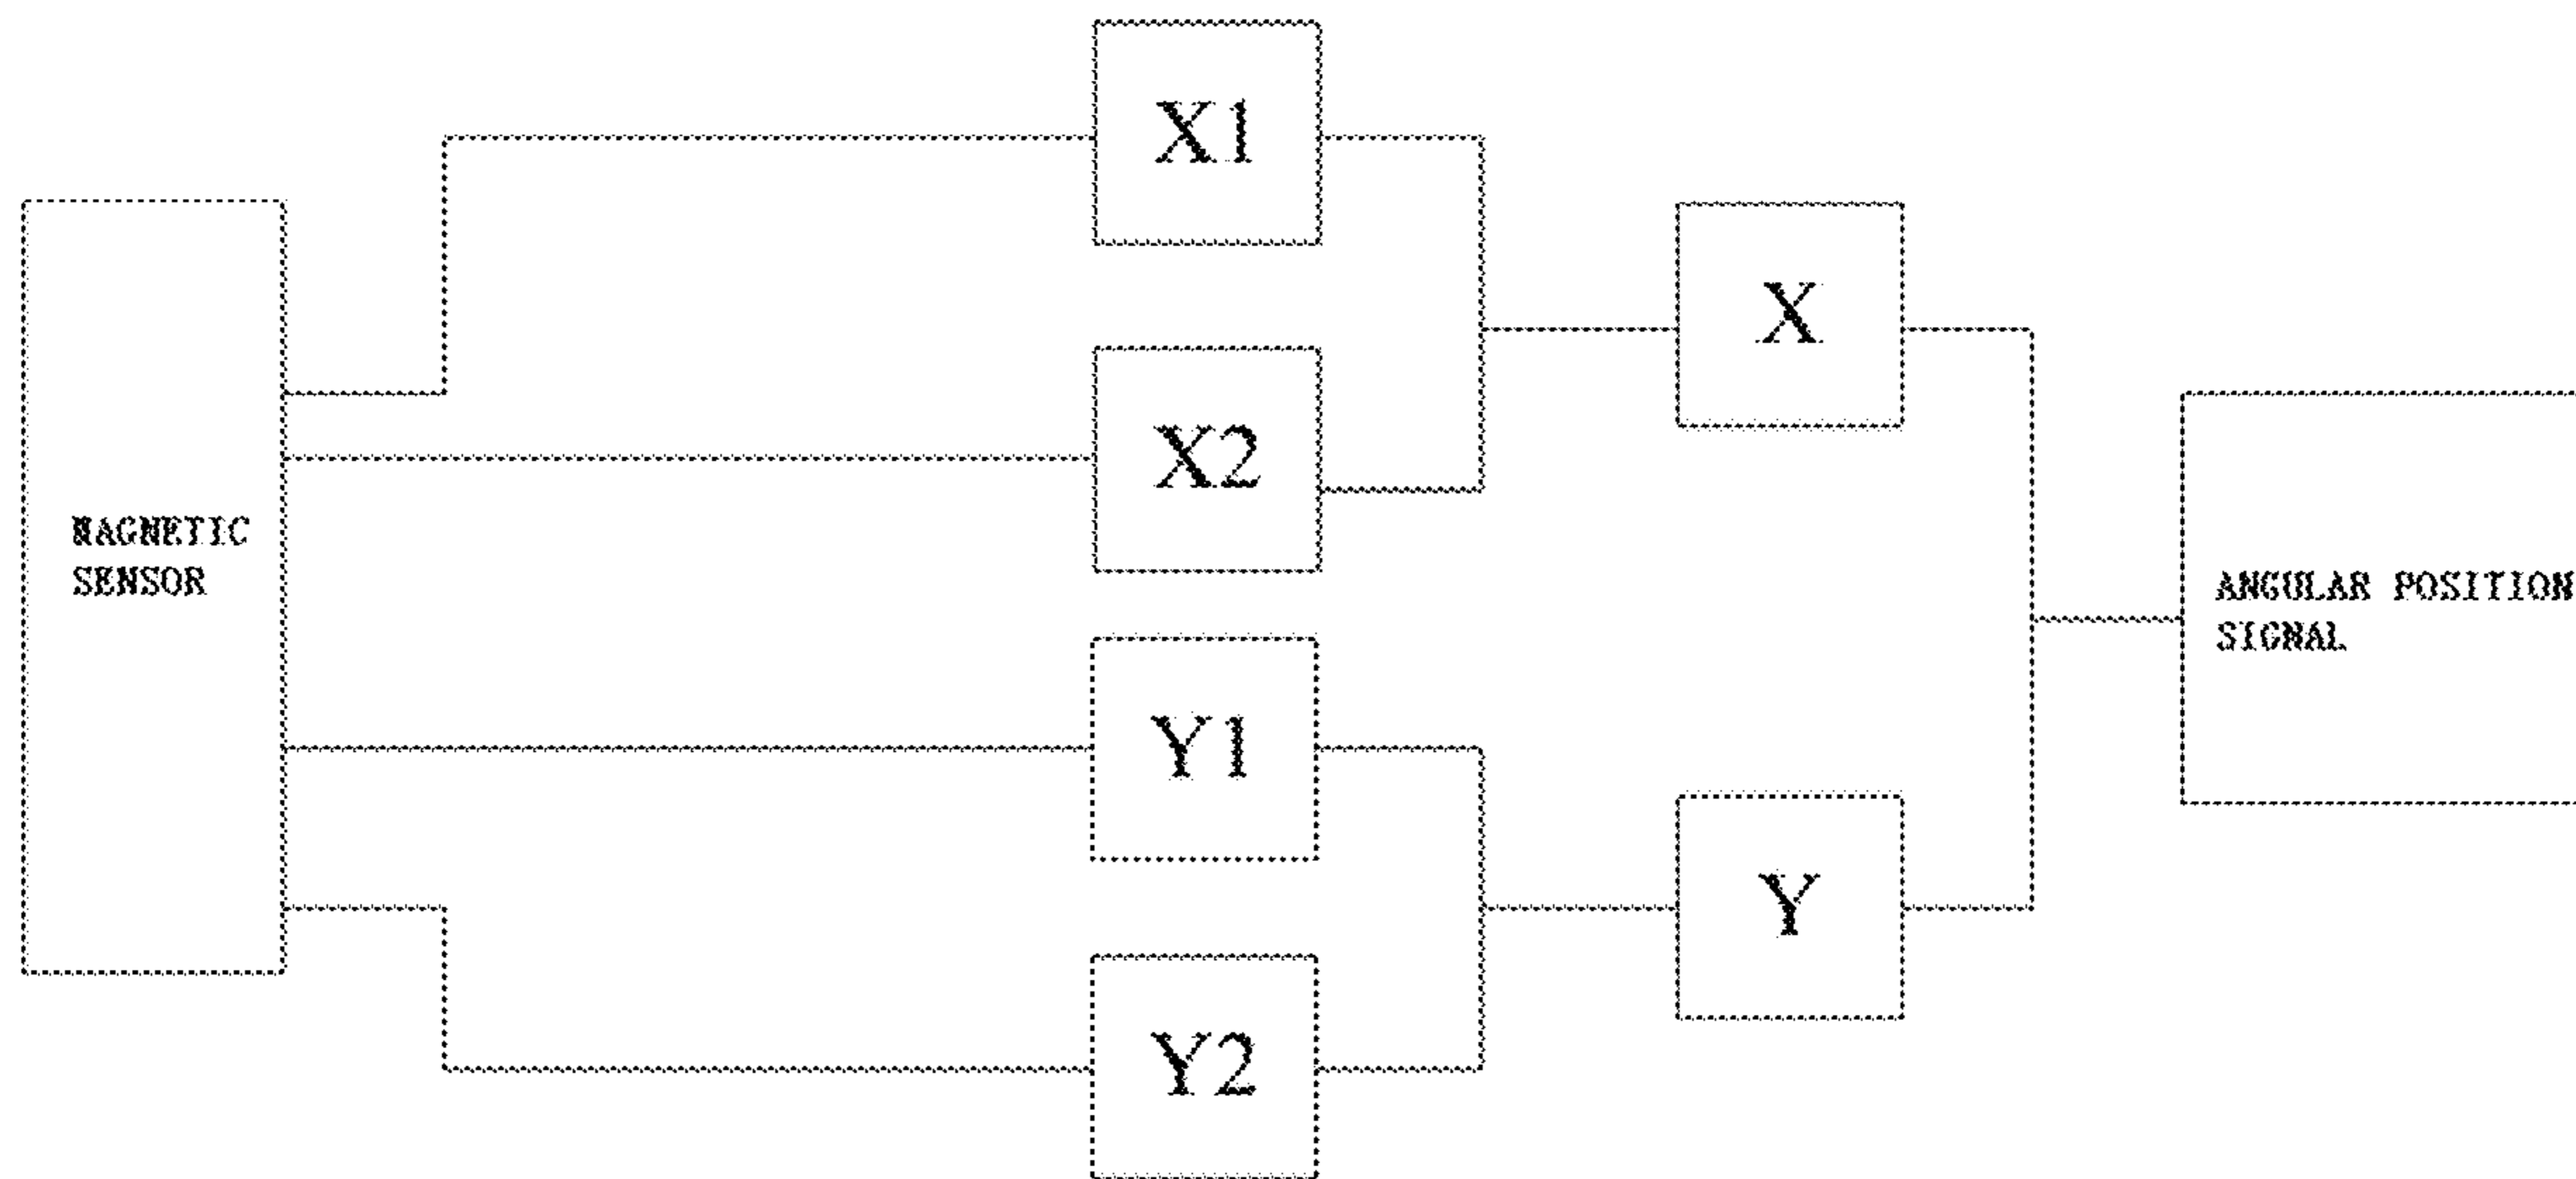 X1
X
X2
MAGNETIC
SENSOR
ANGULAR POSITION
SIGNAL
Y1
Y
Y2